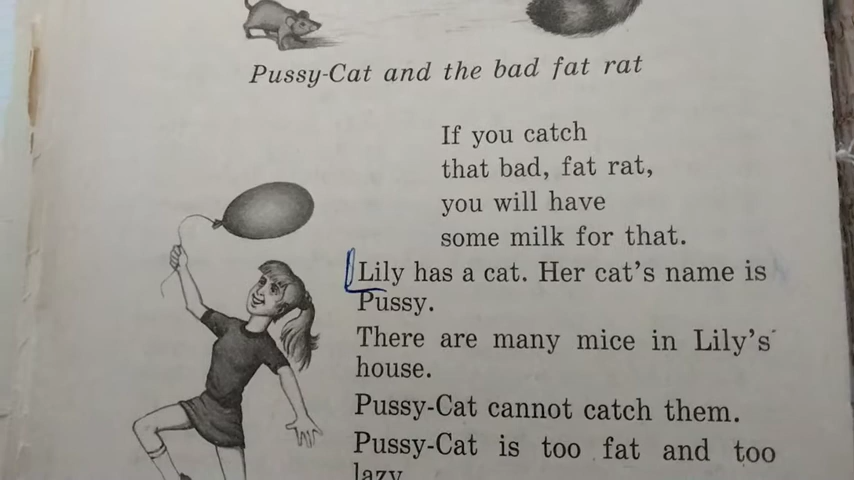 Pussy-Cat and the bad fat rat
If you catch
that bad, fat rat,
you will have
some milk for that.
Lily has a cat. Her cat's name is
Pussy.
There are many mice in Lily's
house.
Pussy-Cat cannot catch them.
Pussy-Cat is too fat and too
lazy